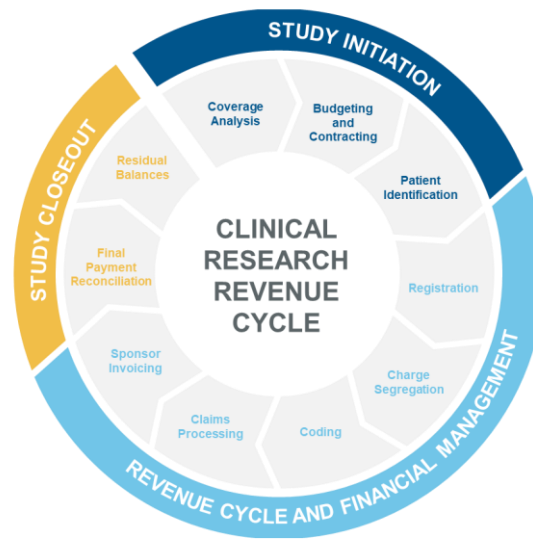 STUDY INITIATION
Coverage
Analysis
Budgeting
and
Contracting
Patient
Identification
Registration
Charge
Segregation
Coding
Claims
Processing
Sponsor
Invoicing
Final
Payment
Reconciliation
Residual
Balances
STUDY CLOSEOUT
REVENUE CYCLE AND FINANCIAL MANAGEMENT
CLINICAL
RESEARCH
REVENUE
CYCLE